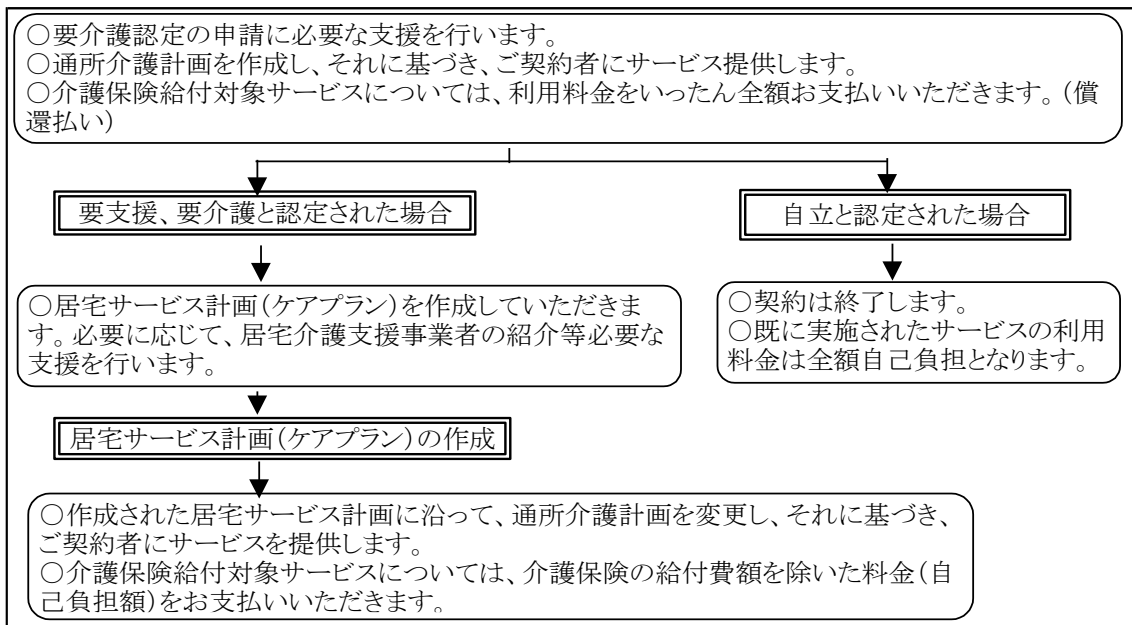 ○要介護認定の申請に必要な支援を行います。
○通所介護計画を作成し、それに基づき、ご契約者にサービス提供します。
○介護保険給付対象サービスについては、利用料金をいったん全額お支払いいただきます。(償
還払い)
要支援、要介護と認定された場合
自立と認定された場合
○居宅サービス計画(ケアプラン)を作成していただきま
す。必要に応じて、居宅介護支援事業者の紹介等必要な
支援を行います。
○契約は終了します。
○既に実施されたサービスの利用
料金は全額自己負担となります。
居宅サービス計画(ケアプラン)の作成
○作成された居宅サービス計画に沿って、通所介護計画を変更し、それに基づき、
ご契約者にサービスを提供します。
○介護保険給付対象サービスについては、介護保険の給付費額を除いた料金(自
己負担額)をお支払いいただきます。